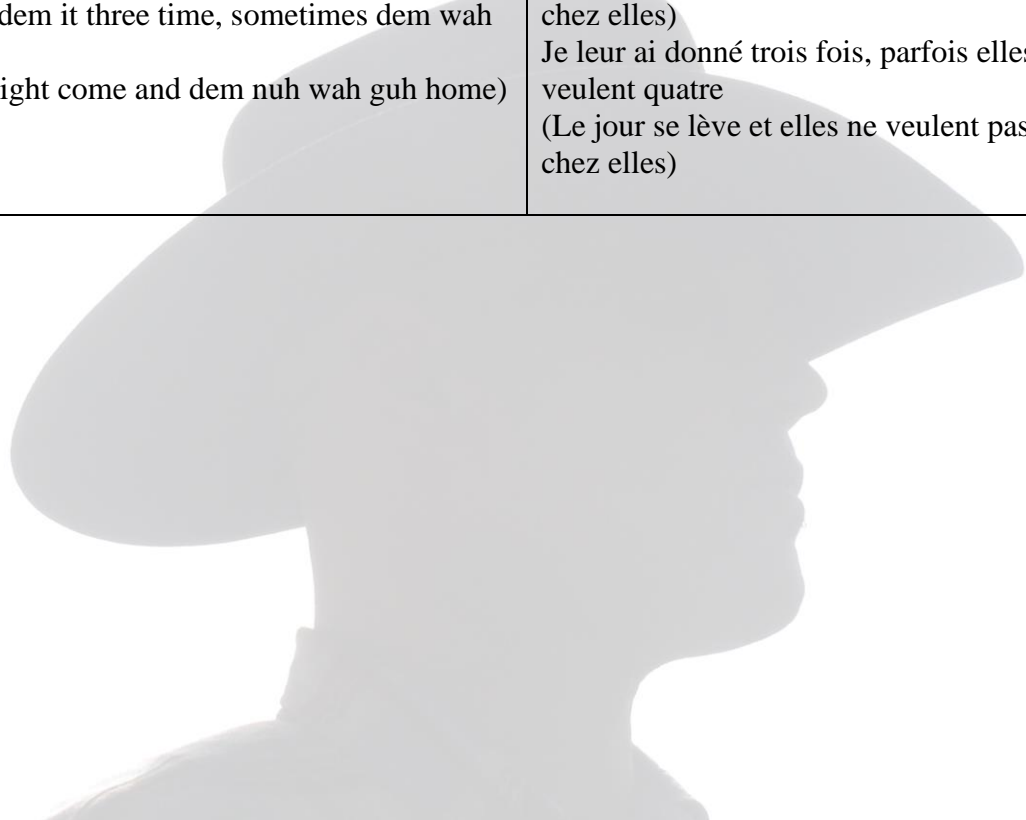 dem it three time, sometimes dem wah
ight come and dem nuh wah guh home)
chez elles)
Je leur ai donné trois fois, parfois elles
veulent quatre
(Le jour se lève et elles ne veulent pas
chez elles)